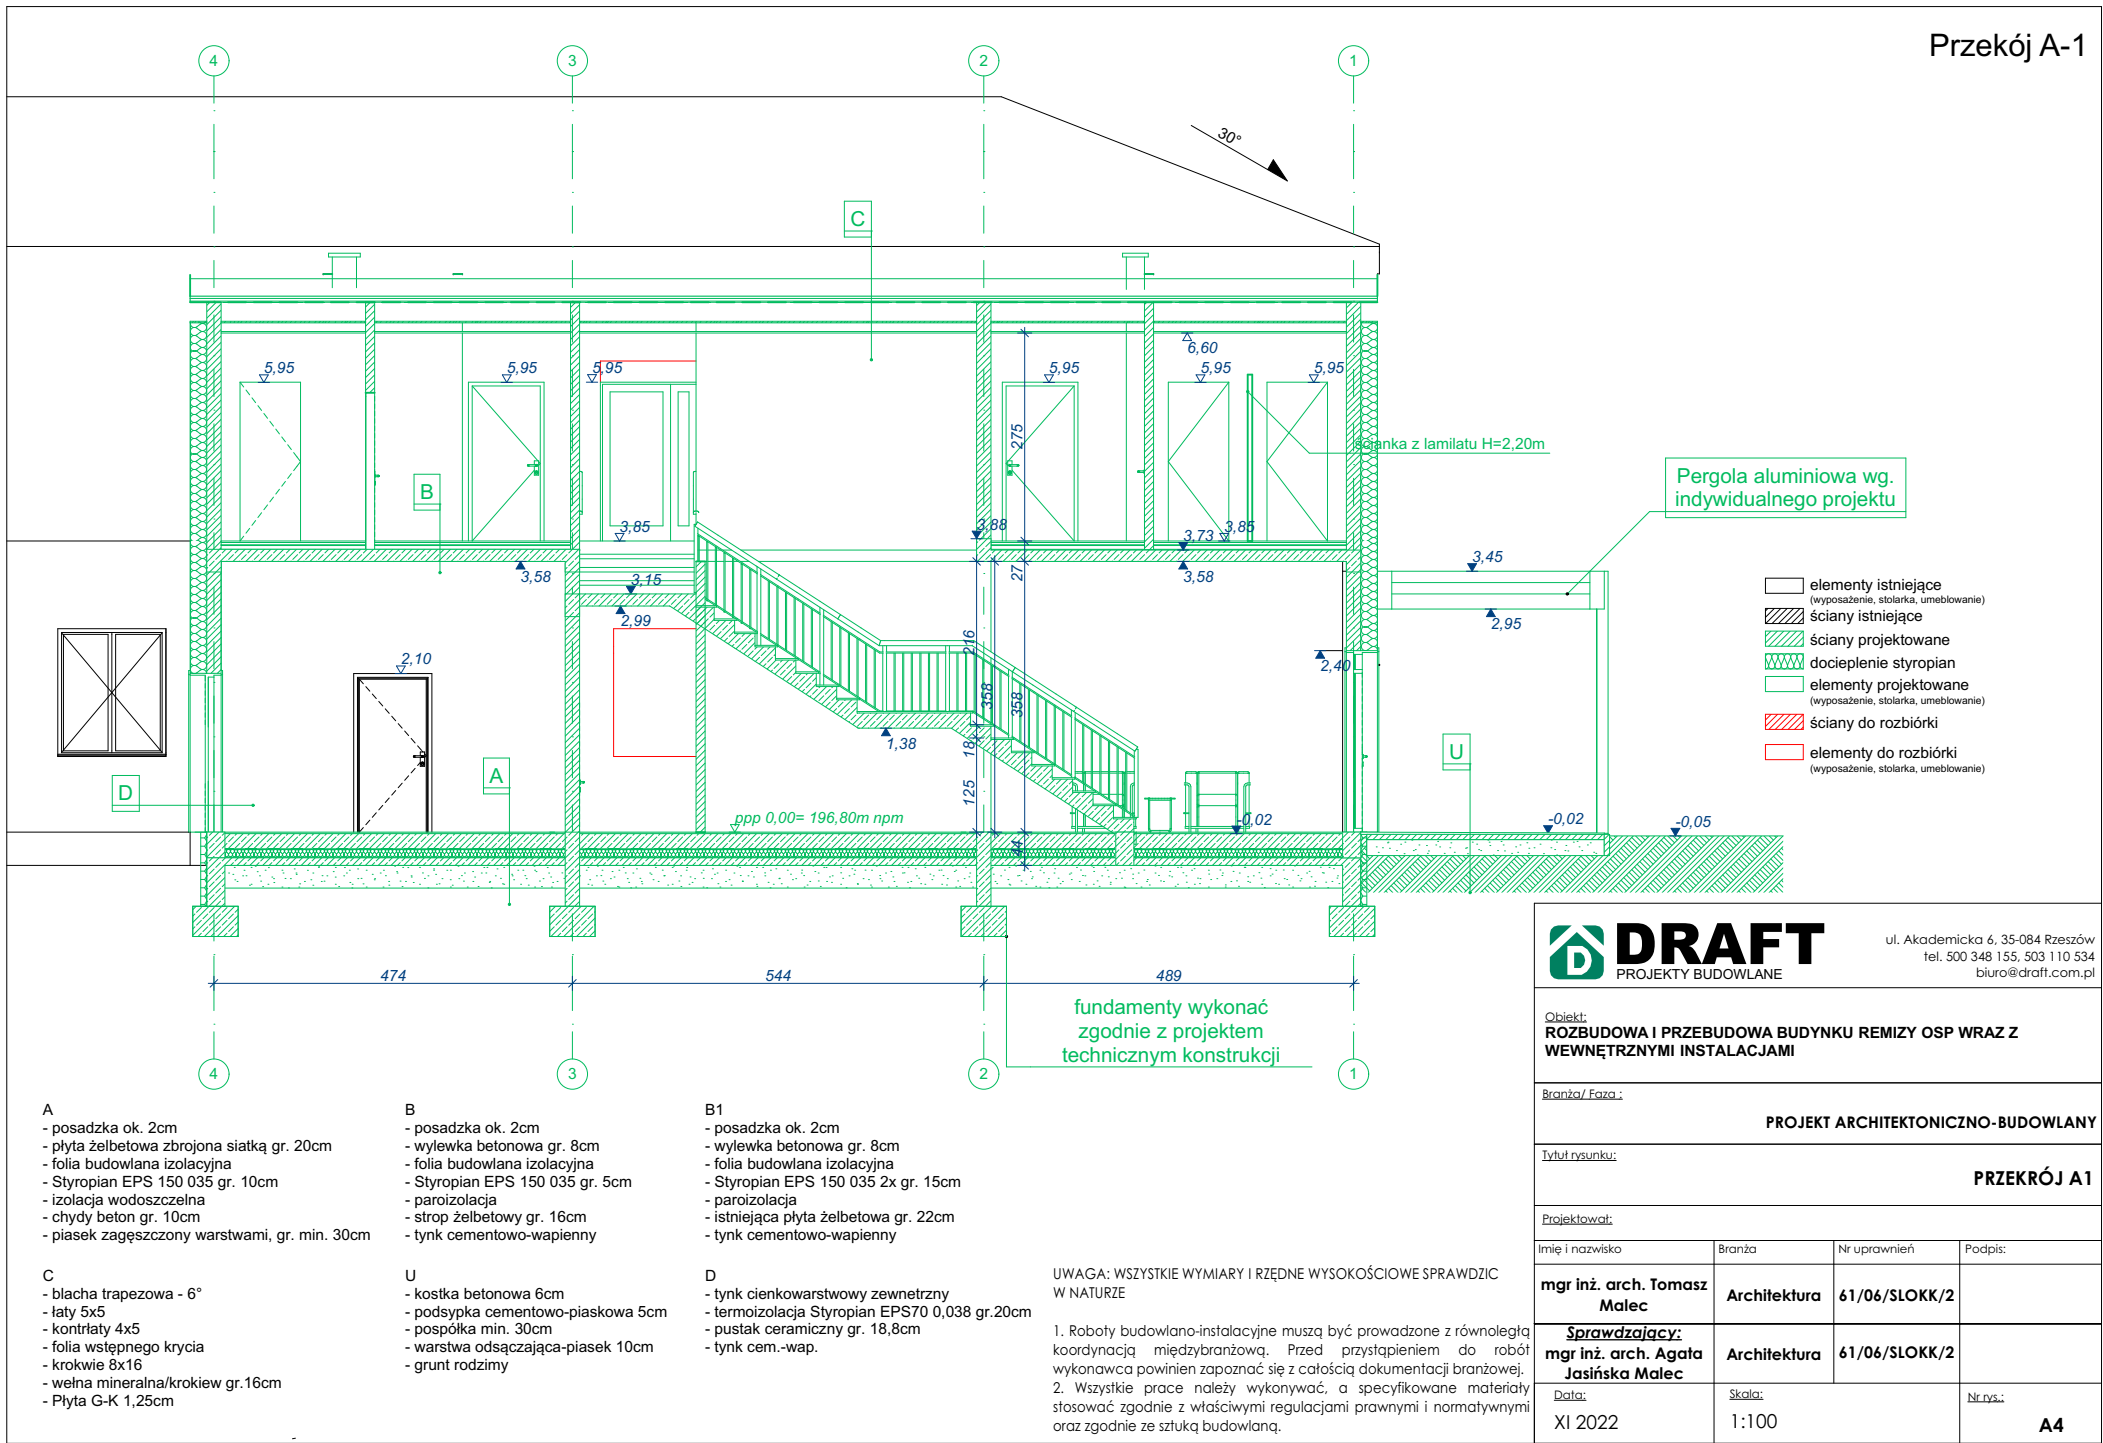 Przekój A-1
4
3
2
1
30°
C
6,60
5,95
5,95
5,95
5,95
5,95
5,95
275
ścianka z lamilatu H=2,20m
Pergola aluminiowa wg.
indywidualnego projektu
B
3,85
3,88
3,73
3,85
3,58
3,15
27
3,58
3,45
2,99
2,95
2,10
216
2,40
358
358
1,38
18
125
D
A
U
ppp 0,00= 196,80m npm
-0,02
-0,02
-0,05
44
elementy istniejące
(wyposażenie, stolarka, umeblowanie)
ściany istniejące
ściany projektowane
docieplenie styropian
elementy projektowane
(wyposażenie, stolarka, umeblowanie)
ściany do rozbiórki
elementy do rozbiórki
(wyposażenie, stolarka, umeblowanie)
474
544
489
fundamenty wykonać
zgodnie z projektem
technicznym konstrukcji
4
3
2
1
A
- posadzka ok. 2cm
- płyta żelbetowa zbrojona siatką gr. 20cm
- folia budowlana izolacyjna
- Styropian EPS 150 035 gr. 10cm
- izolacja wodoszczelna
- chydy beton gr. 10cm
- piasek zagęszczony warstwami, gr. min. 30cm
B
- posadzka ok. 2cm
- wylewka betonowa gr. 8cm
- folia budowlana izolacyjna
- Styropian EPS 150 035 gr. 5cm
- paroizolacja
- strop żelbetowy gr. 16cm
- tynk cementowo-wapienny
B1
- posadzka ok. 2cm
- wylewka betonowa gr. 8cm
- folia budowlana izolacyjna
- Styropian EPS 150 035 2x gr. 15cm
- paroizolacja
- istniejąca płyta żelbetowa gr. 22cm
- tynk cementowo-wapienny
C
- blacha trapezowa - 6°
- łaty 5x5
- kontrłaty 4x5
- folia wstępnego krycia
- krokwie 8x16
- wełna mineralna/krokiew gr.16cm
- Płyta G-K 1,25cm
U
- kostka betonowa 6cm
- podsypka cementowo-piaskowa 5cm
- pospółka min. 30cm
- warstwa odsączająca-piasek 10cm
- grunt rodzimy
D
- tynk cienkowarstwowy zewnetrzny
- termoizolacja Styropian EPS70 0,038 gr.20cm
- pustak ceramiczny gr. 18,8cm
- tynk cem.-wap.
UWAGA: WSZYSTKIE WYMIARY I RZĘDNE WYSOKOŚCIOWE SPRAWDZIC
W NATURZE
1. Roboty budowlano-instalacyjne muszą być prowadzone z równoległą
koordynacją międzybranżową. Przed przystąpieniem do robót
wykonawca powinien zapoznać się z całością dokumentacji branżowej.
2. Wszystkie prace należy wykonywać, a specyfikowane materiały
stosować zgodnie z właściwymi regulacjami prawnymi i normatywnymi
oraz zgodnie ze sztuką budowlaną.
D DRAFT
PROJEKTY BUDOWLANE
ul. Akademicka 6, 35-084 Rzeszów
tel. 500 348 155, 503 110 534
biuro@draft.com.pl
Obiekt:
ROZBUDOWA I PRZEBUDOWA BUDYNKU REMIZY OSP WRAZ Z
WEWNĘTRZNYMI INSTALACJAMI
Branża/ Faza :
PROJEKT ARCHITEKTONICZNO-BUDOWLANY
Tytuł rysunku:
PRZEKRÓJ A1
Projektował:
Imię i nazwisko Branża Nr uprawnień Podpis:
mgr inż. arch. Tomasz
Malec
Architektura
61/06/SLOKK/2
Sprawdzający:
mgr inż. arch. Agata
Jasińska Malec
Architektura
61/06/SLOKK/2
Data:
XI 2022
Skala:
1:100
Nr rys.:
A4